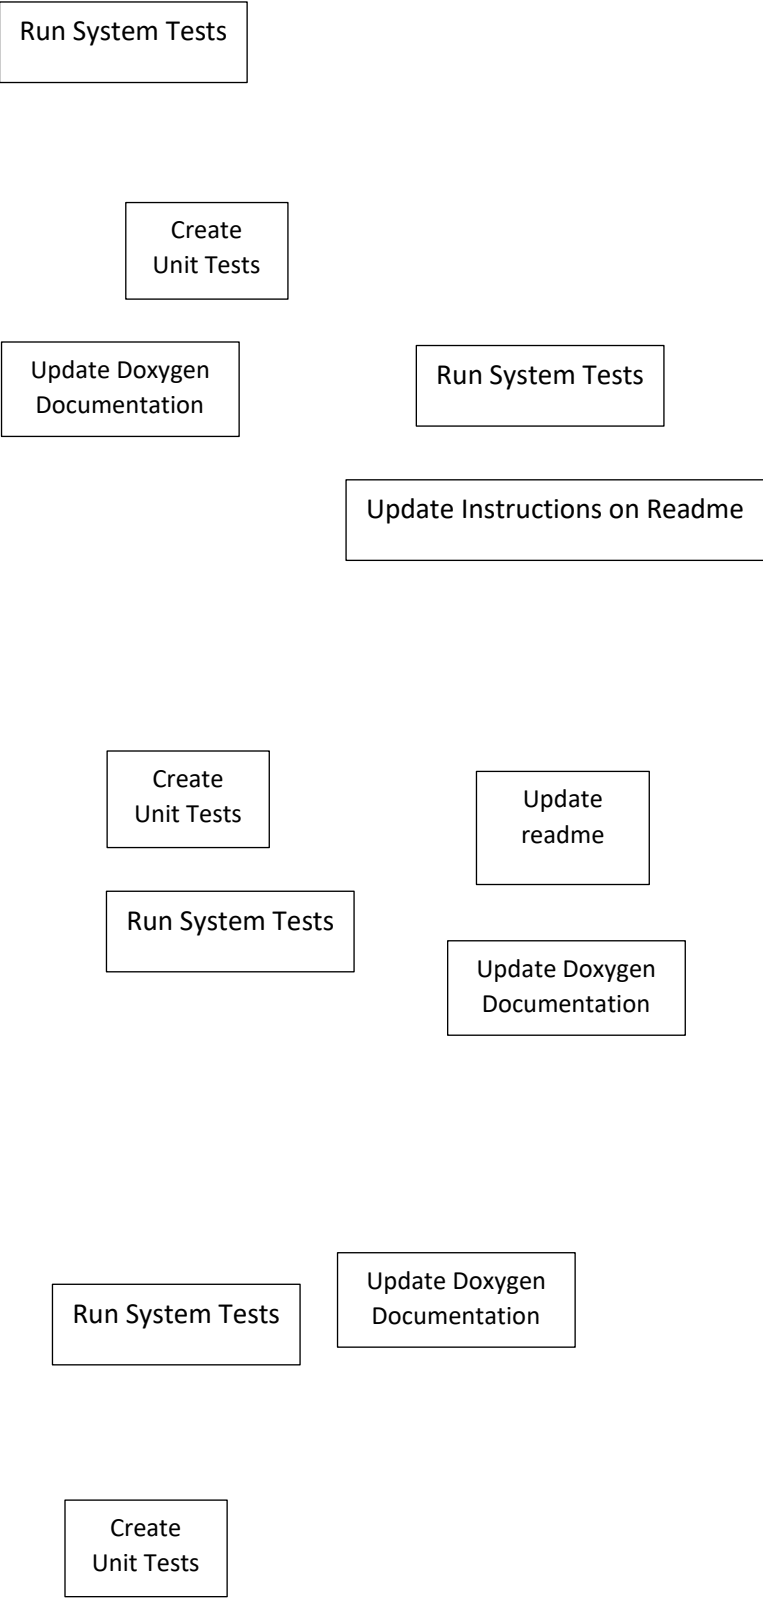 Run System Tests
Create
Unit Tests
Update Doxygen
Documentation
Run System Tests
Update Instructions on Readme
Create
Unit Tests
Update
readme
Run System Tests
Update Doxygen
Documentation
Update Doxygen
Documentation
Run System Tests
Create
Unit Tests